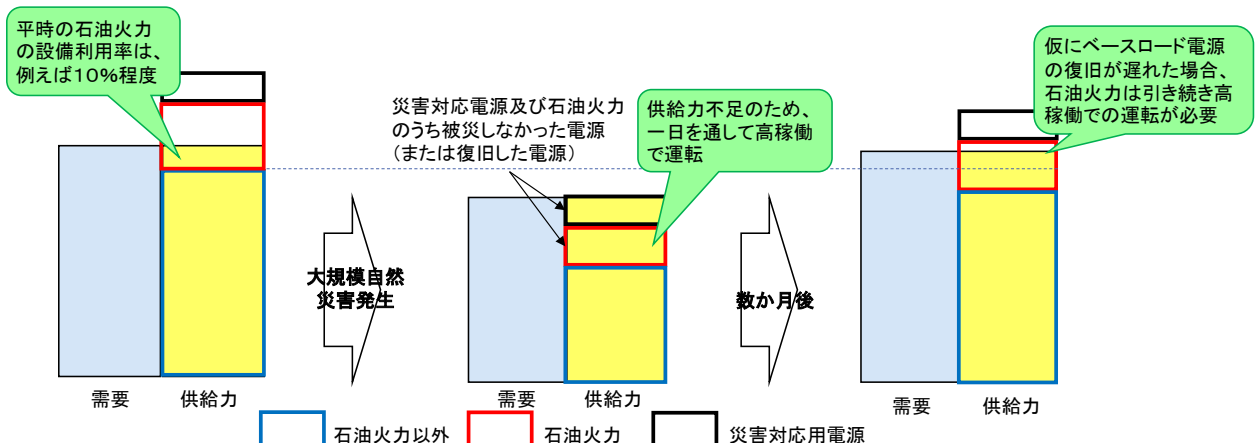 平時の石油火力
の設備利用率は、
例えば10%程度
災害対応電源及び石油火力
のうち被災しなかった電源
(または復旧した電源)
供給力不足のため、
一日を通して高稼働
で運転
仮にベースロード電源
の復旧が遅れた場合、
石油火力は引き続き高
稼働での運転が必要
大規模自然
災害発生
数か月後
需要
供給力
需要
供給力
需要
供給力
石油火力以外
石油火力
災害対応用電源